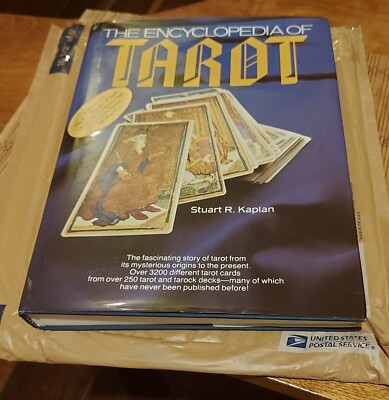 THE ENCYCLOPEDIA OF
TAROT
Stuart R. Kaplan
The fascinating story of tarot from
its mysterious origins to the present.
Over 3200 different tarot cards
from over 250 tarot and tarock decks—many of which
have never been published before!
UNITED STATES
POSTAL SERVICE